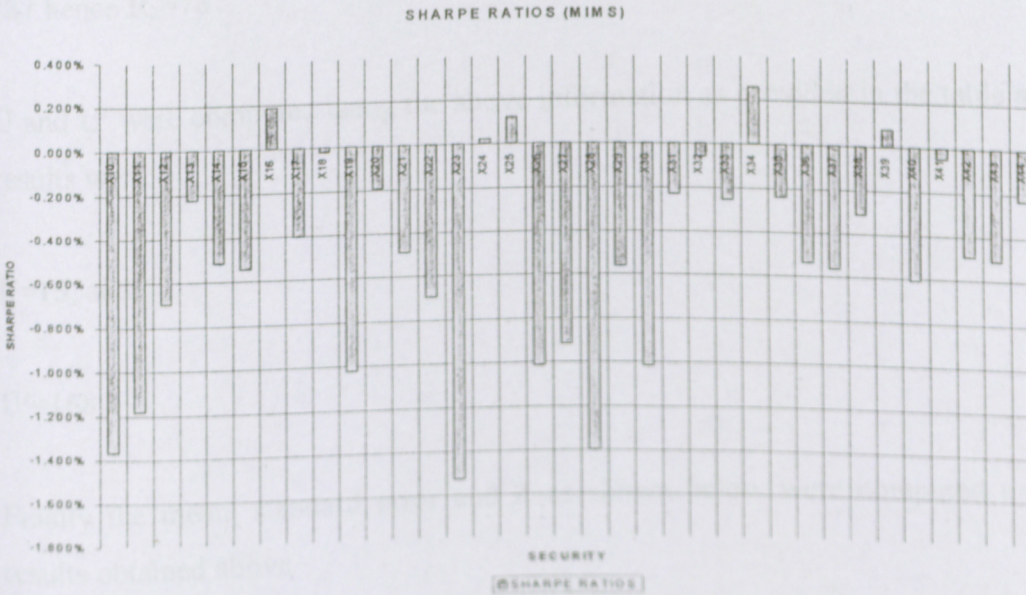 SHARPE RATIOS (MIMS)
0.400%
0.200%
0.000%
-0.200%
-0.400%
-0.600%
-0.800%
-1.000%
-1.200%
-1.400%
-1.600%
-1.800%
SHARPE RATIO
X10 X11 X12 X13 X14 X15 X16 X17 X18 X19 X20 X21 X22 X23 X24 X25 X26 X27 X28 X29 X30 X31 X32 X33 X34 X35 X36 X37 X38 X39 X40 X41 X42 X43 X44
SECURITY
SHARPE RATIOS